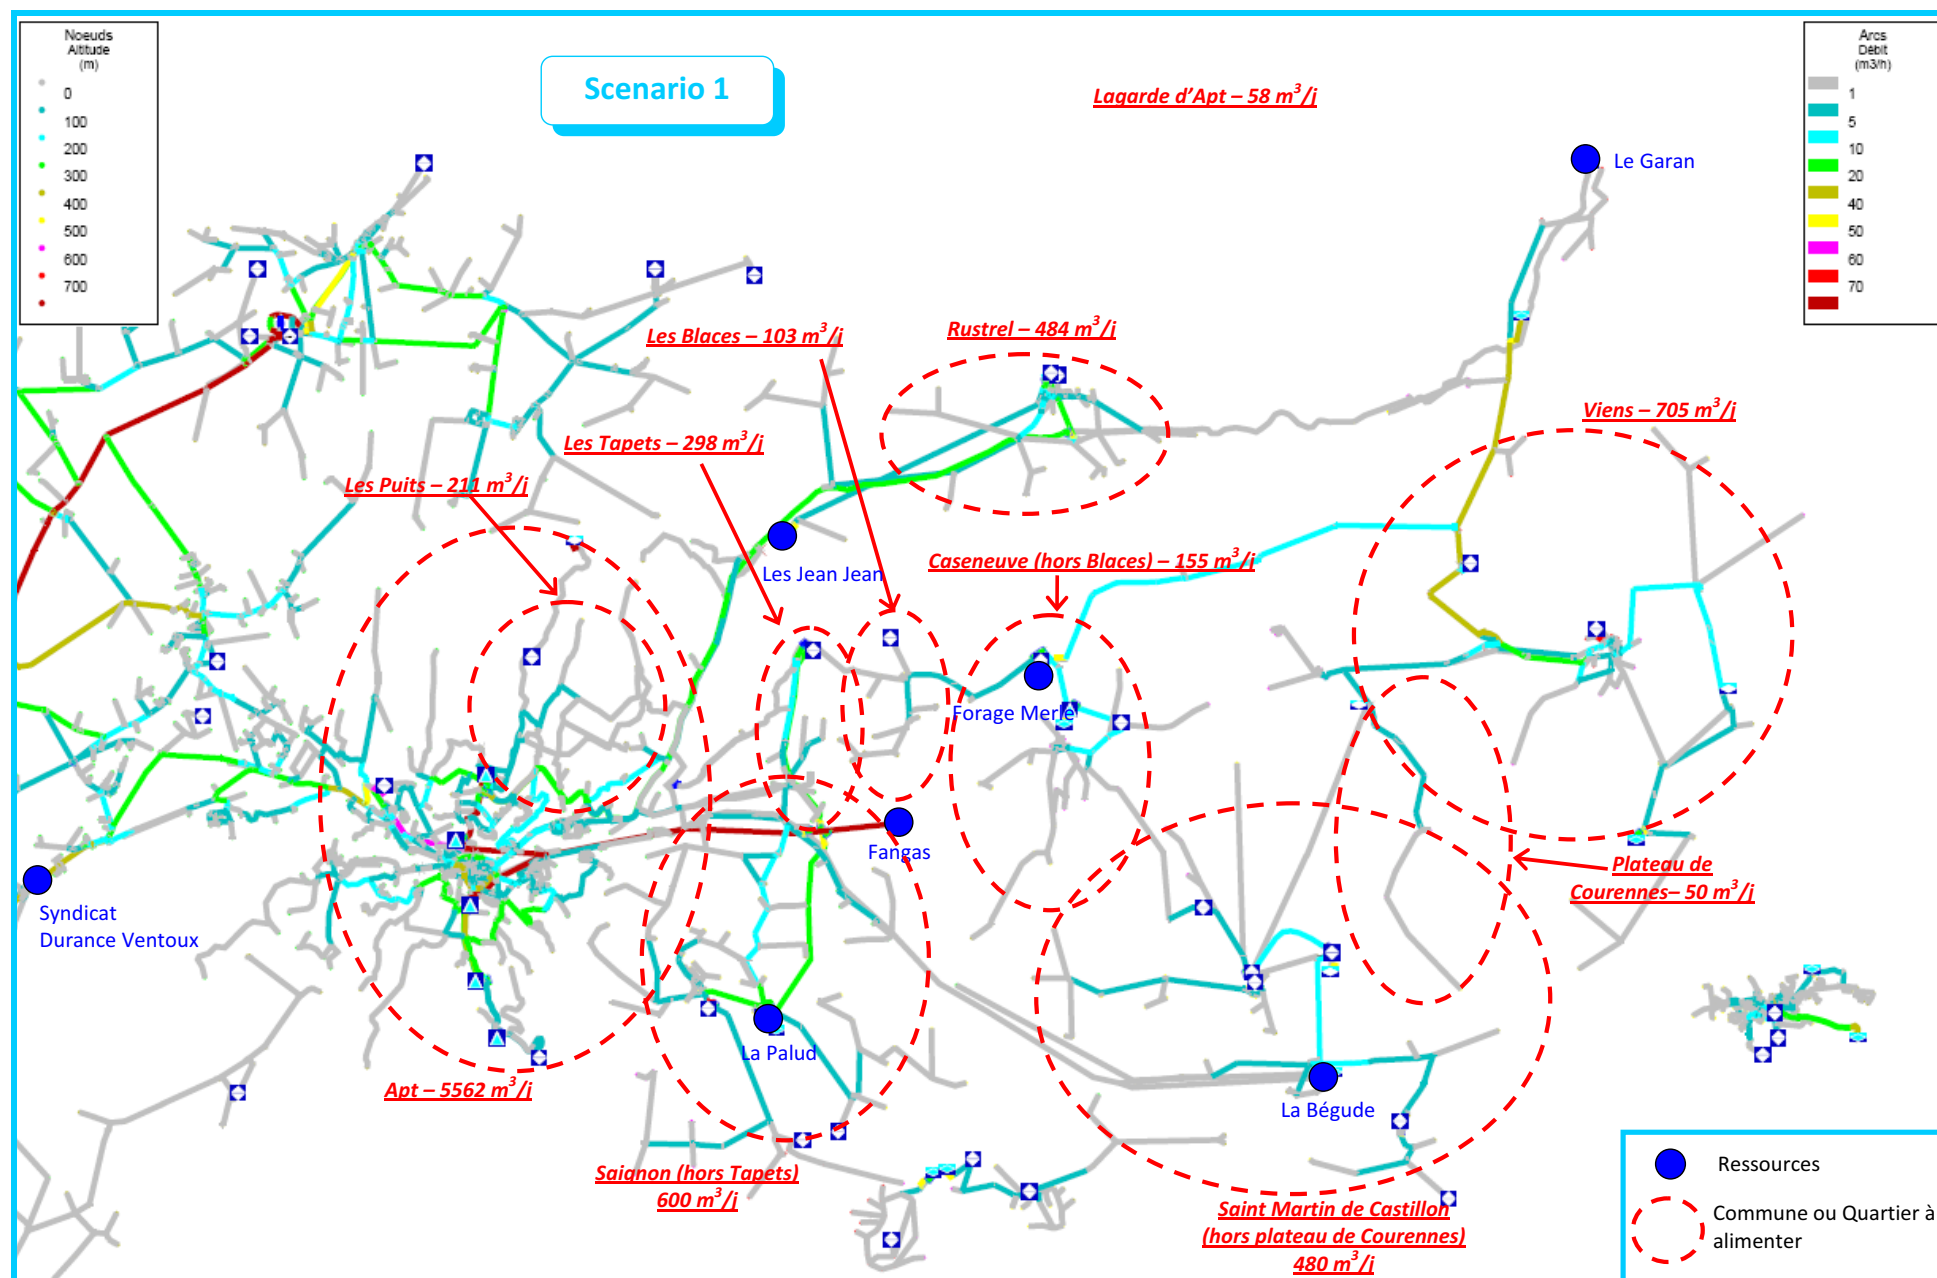 Noeuds
Altitude
(m)
0
100
200
300
400
500
600
700
Scenario 1
Lagarde d'Apt – 58 m³/j
Arcs
Débit
(m3/h)
1
5
10
20
40
50
60
70
Le Garan
Les Blaces – 103 m³/j
Rustrel – 484 m³/j
Viens – 705 m³/j
Les Tapets – 298 m³/j
Les Puits – 211 m³/j
Les Jean Jean
Caseneuve (hors Blaces) – 155 m³/j
Forage Merle
Fangas
Plateau de
Courennes– 50 m³/j
Syndicat
Durance Ventoux
La Palud
Apt – 5562 m³/j
La Bégude
Saignon (hors Tapets)
600 m³/j
Saint Martin de Castillon
(hors plateau de Courennes)
480 m³/j
Ressources
Commune ou Quartier à
alimenter